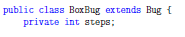 public class BoxBug extends Bug {
    private int steps;